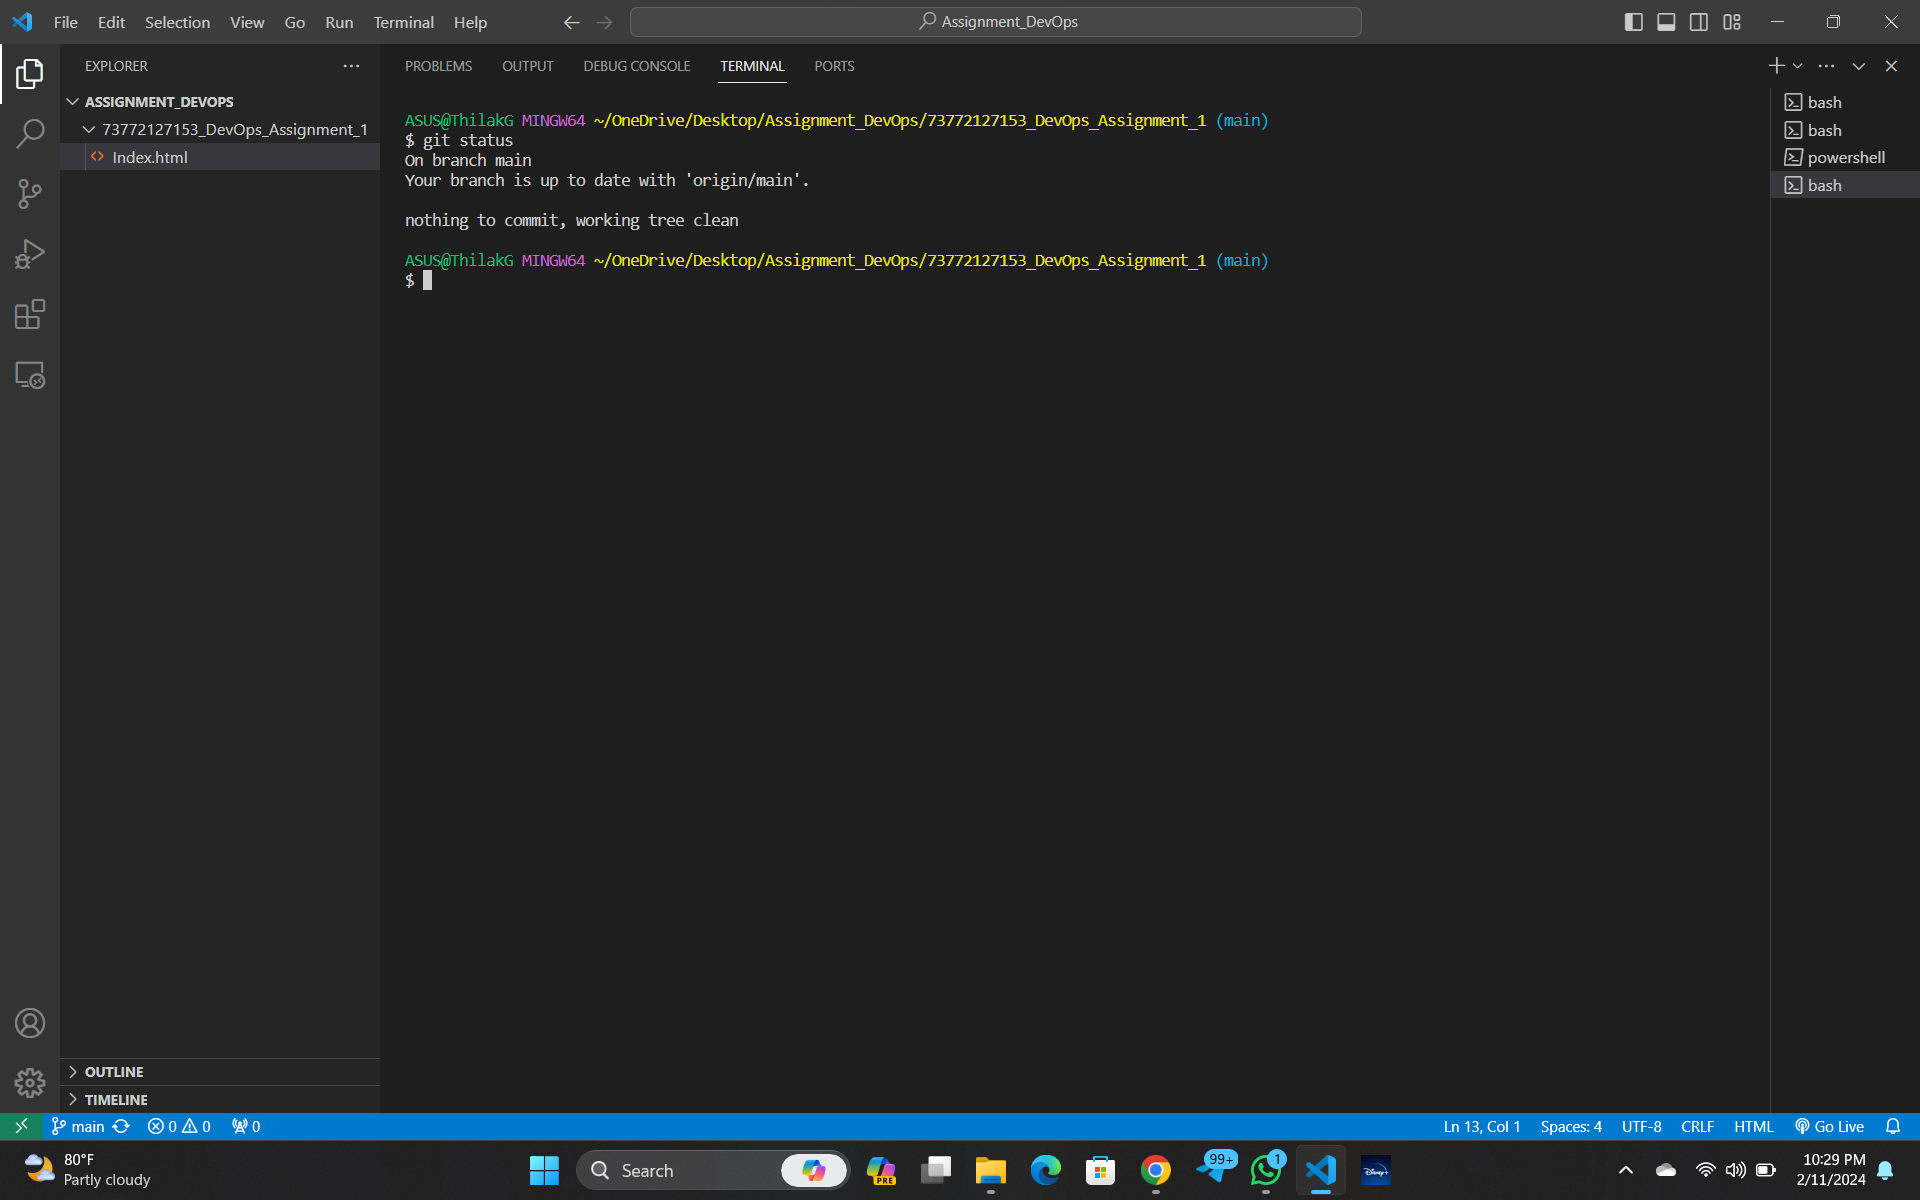 File Edit Selection View Go Run Terminal Help
Assignment_DevOps
EXPLORER
ASSIGNMENT_DEVOPS
73772127153_DevOps_Assignment_1
Index.html
OUTLINE
TIMELINE
PROBLEMS OUTPUT DEBUG CONSOLE TERMINAL PORTS
ASUS@ThilakG MINGW64 ~/OneDrive/Desktop/Assignment_DevOps/73772127153_DevOps_Assignment_1 (main)
$ git status
On branch main
Your branch is up to date with 'origin/main'.
nothing to commit, working tree clean
ASUS@ThilakG MINGW64 ~/OneDrive/Desktop/Assignment_DevOps/73772127153_DevOps_Assignment_1 (main)
$
bash
bash
powershell
bash
main 0 0 0
Ln 13, Col 1 Spaces: 4 UTF-8 CRLF HTML Go Live
80°F
Partly cloudy
Search
PRE
99+
1
Disney+
10:29 PM
2/11/2024